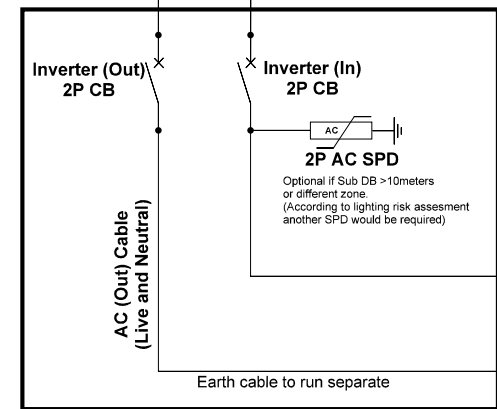 Inverter (Out)
2P CB
Inverter (In)
2P CB
AC
2P AC SPD
Optional if Sub DB >10meters
or different zone.
(According to lighting risk assesment
another SPD would be required)
AC (Out) Cable
(Live and Neutral)
Earth cable to run separate